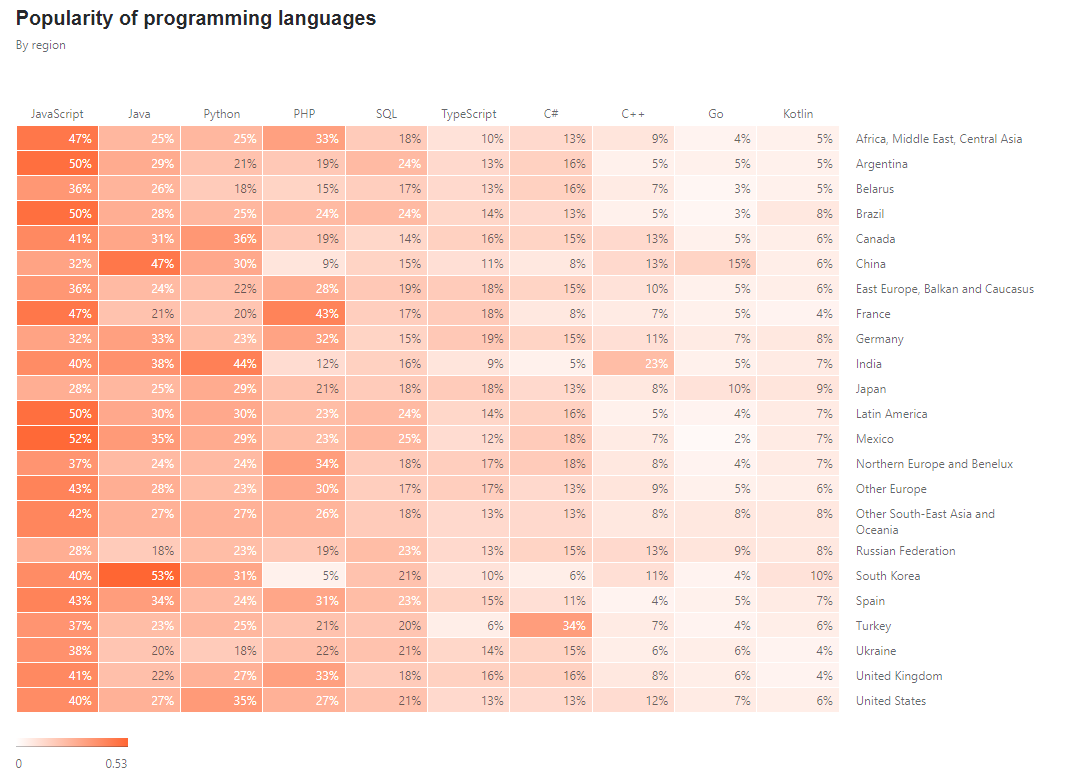 Popularity of programming languages
By region
JavaScript Java Python PHP SQL TypeScript C# C++ Go Kotlin
47% 25% 25% 33% 18% 10% 13% 9% 4% 5% Africa, Middle East, Central Asia
50% 29% 21% 19% 24% 13% 16% 5% 5% 5% Argentina
36% 26% 18% 15% 17% 13% 16% 7% 3% 5% Belarus
50% 28% 25% 24% 24% 14% 13% 5% 3% 8% Brazil
41% 31% 36% 19% 14% 16% 15% 13% 5% 6% Canada
32% 47% 30% 9% 15% 11% 8% 13% 15% 6% China
36% 24% 22% 28% 19% 18% 15% 10% 5% 6% East Europe, Balkan and Caucasus
47% 21% 20% 43% 17% 18% 8% 7% 5% 4% France
32% 33% 23% 32% 15% 19% 15% 11% 7% 8% Germany
40% 38% 44% 12% 16% 9% 5% 23% 5% 7% India
28% 25% 29% 21% 18% 18% 13% 8% 10% 9% Japan
50% 30% 30% 23% 24% 14% 16% 5% 4% 7% Latin America
52% 35% 29% 23% 25% 12% 18% 7% 2% 7% Mexico
37% 24% 24% 34% 18% 17% 18% 8% 4% 7% Northern Europe and Benelux
43% 28% 23% 30% 17% 17% 13% 9% 5% 6% Other Europe
42% 27% 27% 26% 18% 13% 13% 8% 8% 8% Other South-East Asia and
Oceania
28% 18% 23% 19% 23% 13% 15% 13% 9% 8% Russian Federation
40% 53% 31% 5% 21% 10% 6% 11% 4% 10% South Korea
43% 34% 24% 31% 23% 15% 11% 4% 5% 7% Spain
37% 23% 25% 21% 20% 6% 34% 7% 4% 6% Turkey
38% 20% 18% 22% 21% 14% 15% 6% 6% 4% Ukraine
41% 22% 27% 33% 18% 16% 16% 8% 6% 4% United Kingdom
40% 27% 35% 27% 21% 13% 13% 12% 7% 6% United States
0 0.53